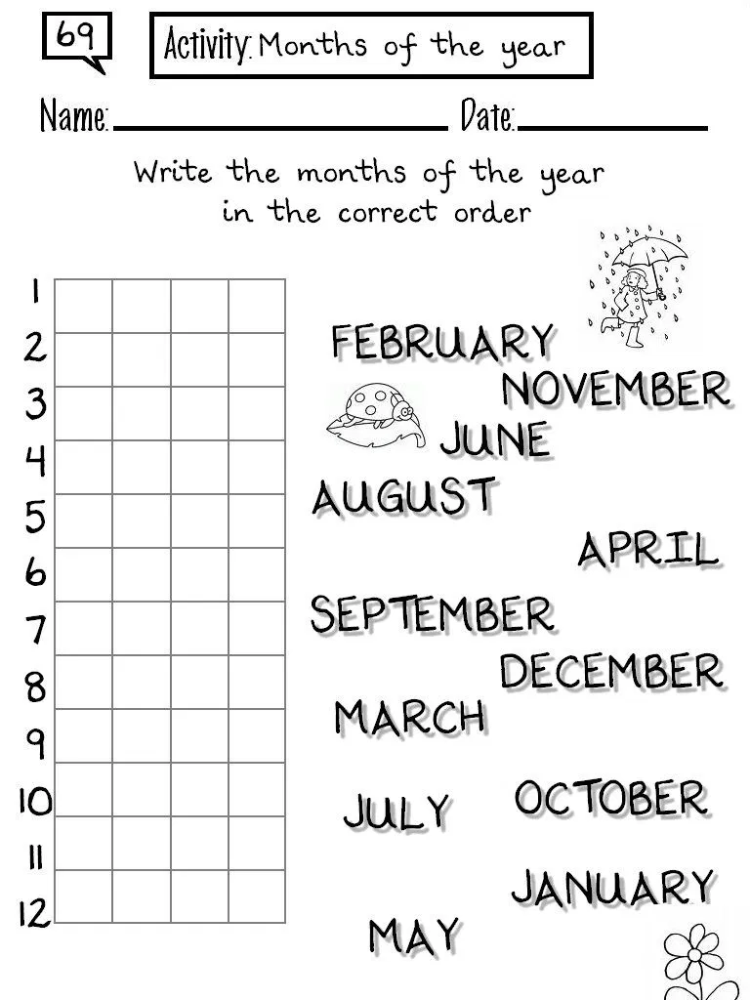 69
Activity: Months of the year
Name: Date:
Write the months of the year
in the correct order
1
2
3
4
5
6
7
8
9
10
11
12
FEBRUARY
NOVEMBER
JUNE
AUGUST
APRIL
SEPTEMBER
DECEMBER
MARCH
OCTOBER
JULY
JANUARY
MAY